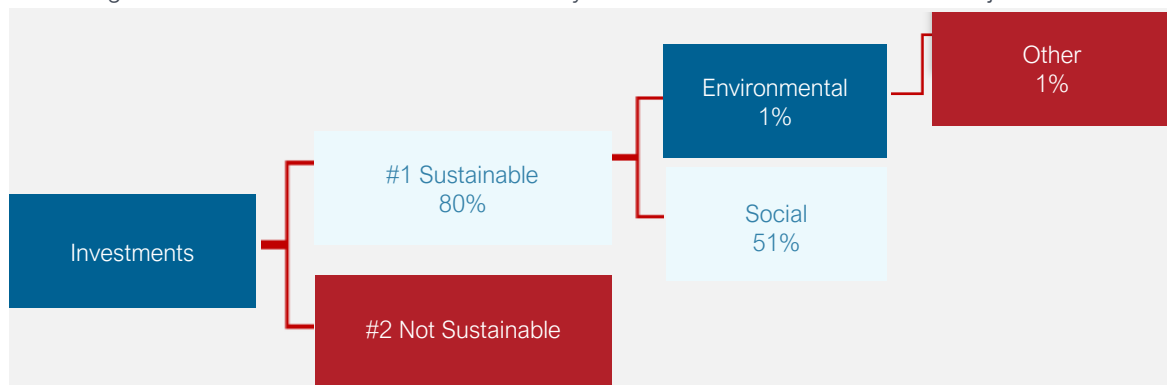 Investments
#1 Sustainable
80%
#2 Not Sustainable
Environmental
1%
Social
51%
Other
1%